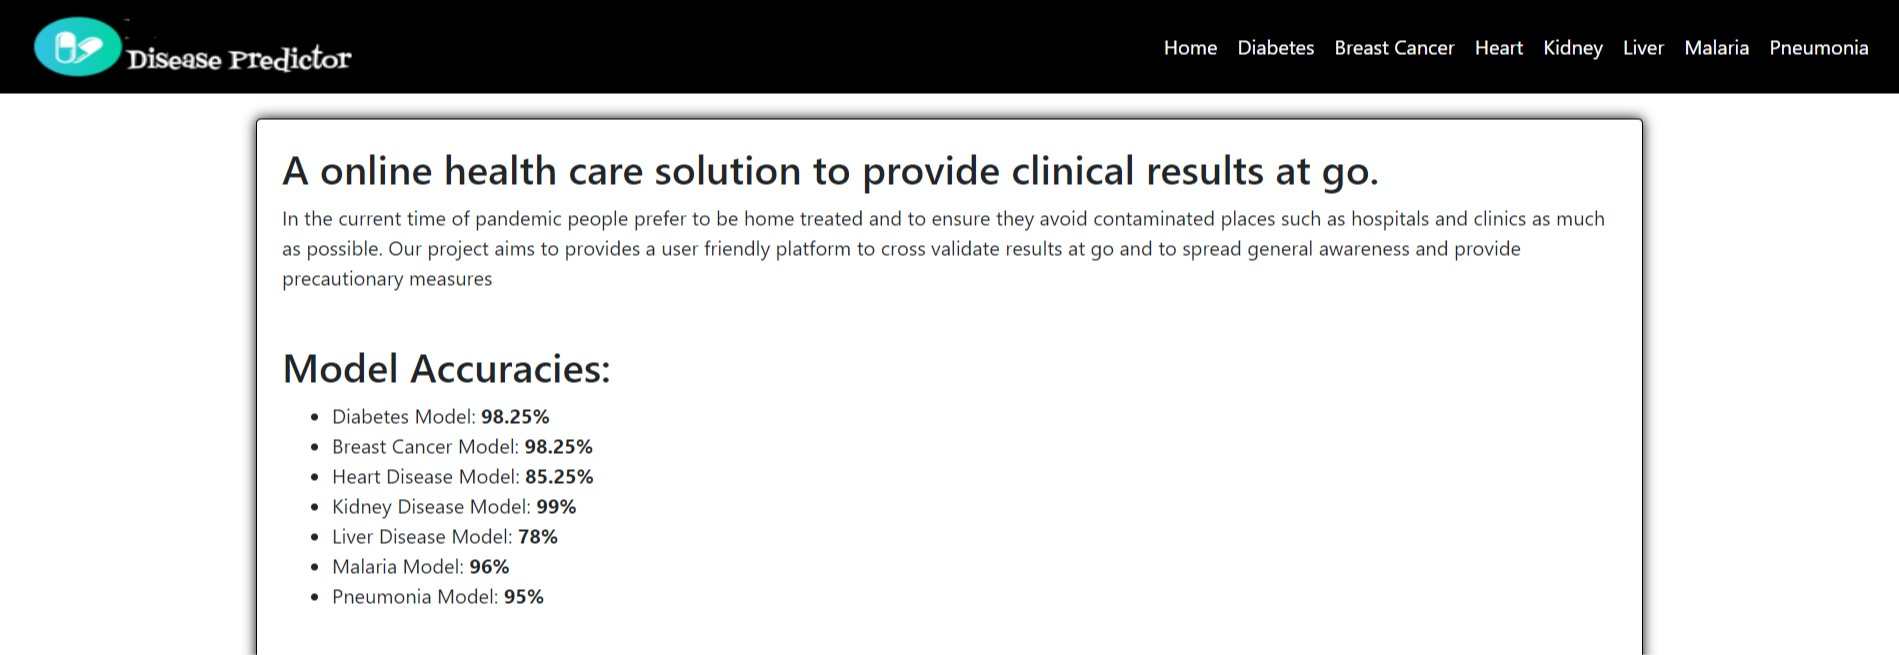 Disease Predictor
Home Diabetes Breast Cancer Heart Kidney Liver Malaria Pneumonia
A online health care solution to provide clinical results at go.
In the current time of pandemic people prefer to be home treated and to ensure they avoid contaminated places such as hospitals and clinics as much
as possible. Our project aims to provides a user friendly platform to cross validate results at go and to spread general awareness and provide
precautionary measures
Model Accuracies:
• Diabetes Model: 98.25%
• Breast Cancer Model: 98.25%
• Heart Disease Model: 85.25%
• Kidney Disease Model: 99%
• Liver Disease Model: 78%
• Malaria Model: 96%
• Pneumonia Model: 95%